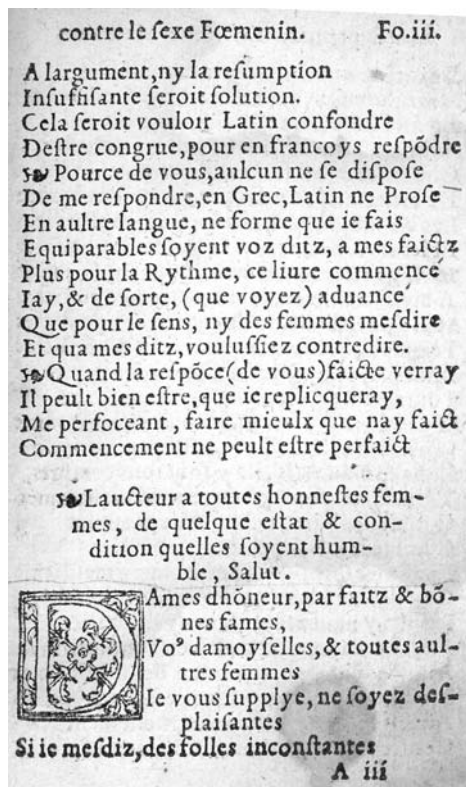 contre le ſexe Fœmenin. Fo.iii.
A largument,ny la reſumption
Inſuffiſante ſeroit ſolution.
Cela ſeroit vouloir Latin confondre
Deſtre congrue,pour en francoys reſpõdre
❧ Pource de vous,aulcun ne ſe diſpoſe
De me reſpondre,en Grec,Latin ne Proſe
En aultre langue, ne forme que ie fais
Equiparables ſoyent voz ditz, a mes faictz
Plus pour la Rythme, ce liure commencé
Iay,& de ſorte, (que voyez) aduancé
Que pour le ſens, ny des femmes meſdire
Et qua mes ditz,vouluſſiez contredire.
❧Quand la reſpõce(de vous)faicte verray
Il peult bien eſtre,que ie replicqueray,
Me perfoceant, faire mieulx que nay faict
Commencement ne peult eſtre perfaict
❧Laucteur a toutes honneſtes fem-
mes, de quelque eſtat & con-
dition quelles ſoyent hum-
ble, Salut.
DAmes dhõneur,parfaitz & bõ-
nes fames,
Voꝰ damoyſelles,& toutes aul-
tres femmes
Ie vous ſupplye, ne ſoyez deſ-
plaiſantes
Si ie meſdiz,des folles inconſtantes
A iii